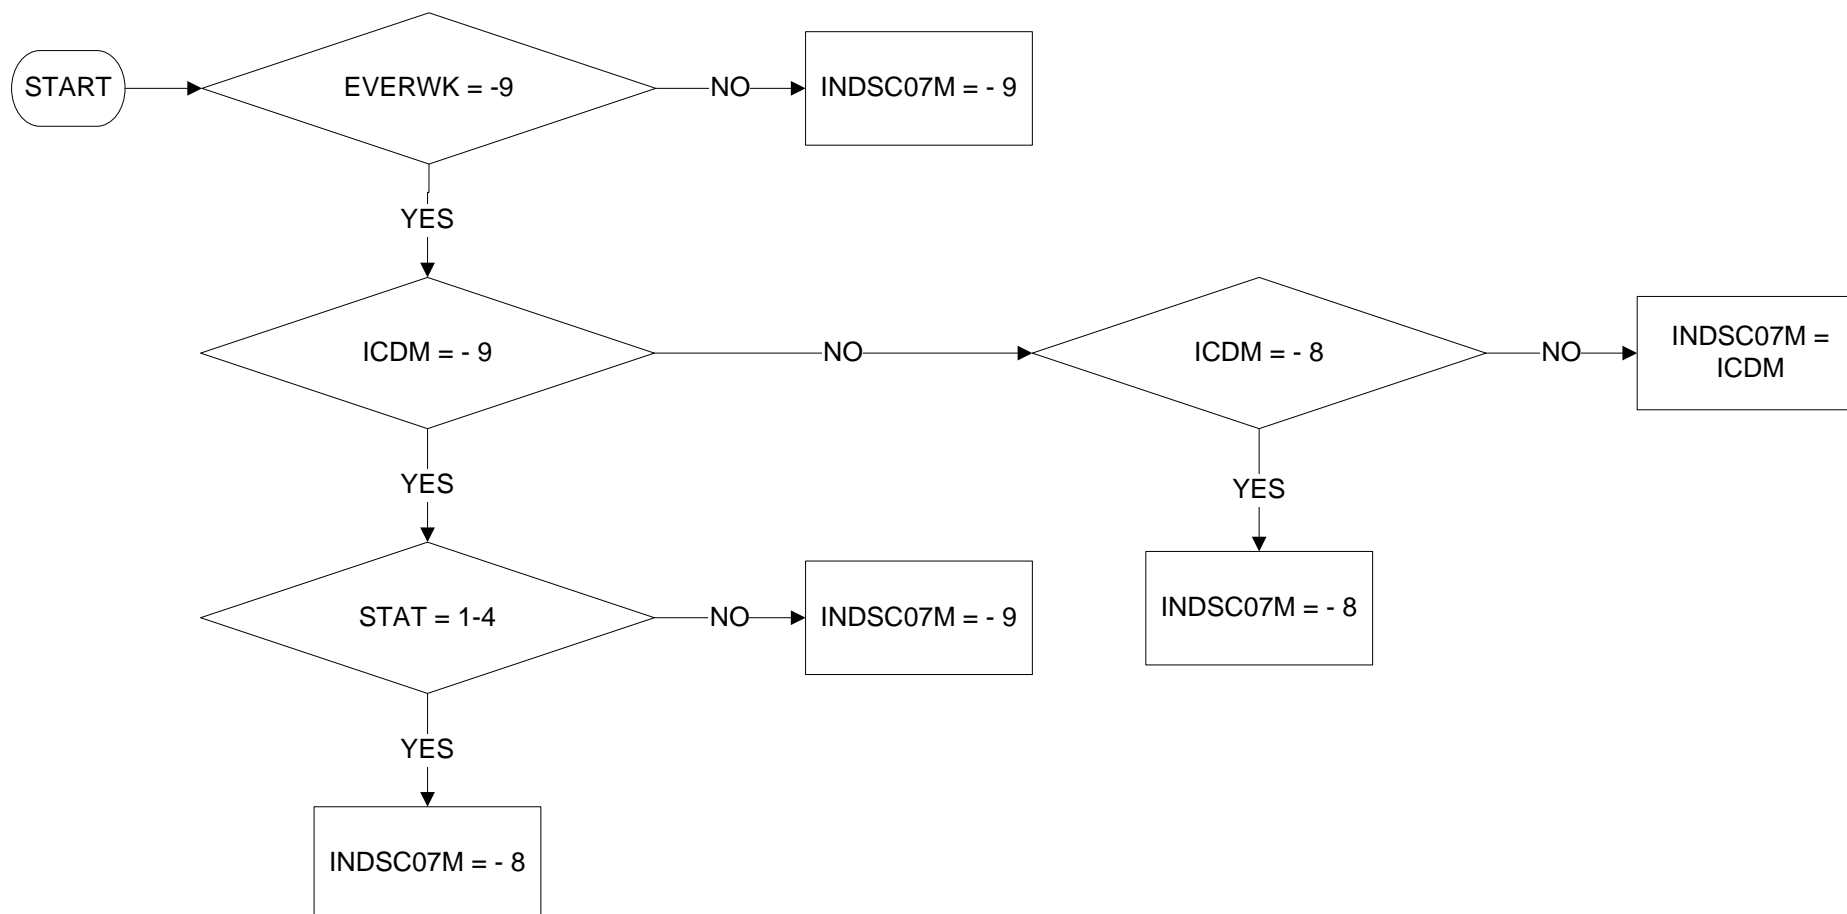 START
EVERWK = -9
NO
INDSC07M = - 9
YES
ICDM = - 9
NO
ICDM = - 8
NO
INDSC07M =
ICDM
YES
YES
STAT = 1-4
NO
INDSC07M = - 9
INDSC07M = - 8
YES
INDSC07M = - 8